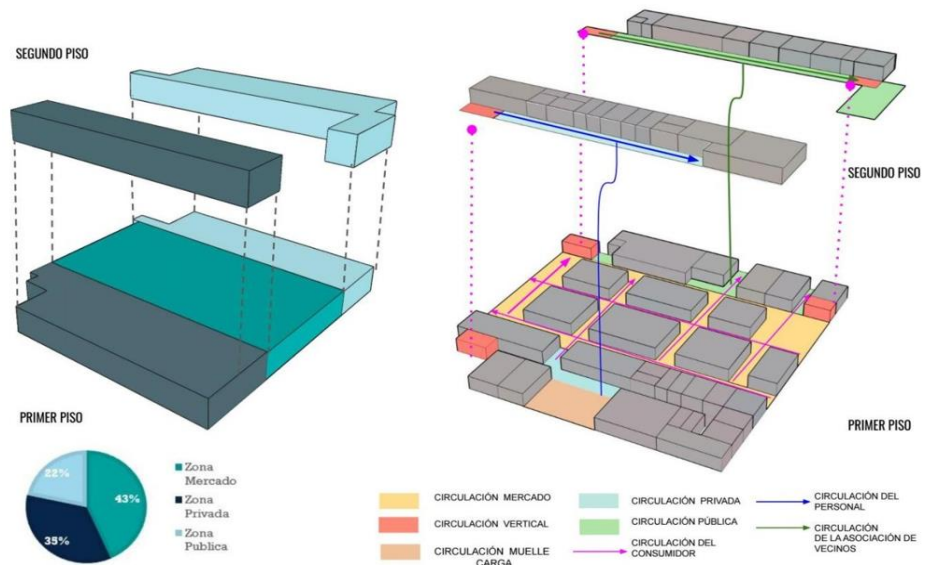 SEGUNDO PISO
PRIMER PISO
22%
43%
35%
Zona
Mercado
Zona
Privada
Zona
Publica
SEGUNDO PISO
PRIMER PISO
CIRCULACIÓN MERCADO
CIRCULACIÓN VERTICAL
CIRCULACIÓN MUELLE
CARGA
CIRCULACIÓN PRIVADA
CIRCULACIÓN PÚBLICA
CIRCULACIÓN DEL
CONSUMIDOR
CIRCULACIÓN DEL
PERSONAL
CIRCULACIÓN
DE LA ASOCIACIÓN DE
VECINOS